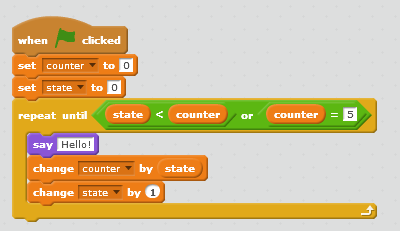 when clicked
set counter to 0
set state to 0
repeat until state < counter or counter = 5
say Hello!
change counter by state
change state by 1